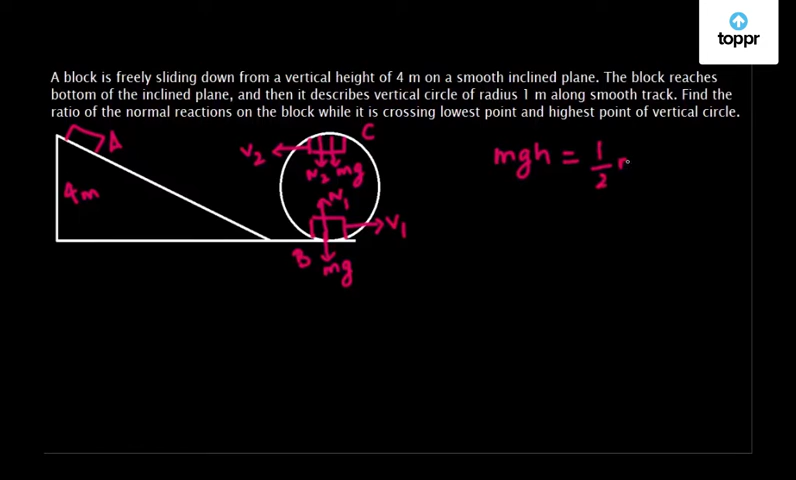 toppr
A block is freely sliding down from a vertical height of 4 m on a smooth inclined plane. The block reaches
bottom of the inclined plane, and then it describes vertical circle of radius 1 m along smooth track. Find the
ratio of the normal reactions on the block while it is crossing lowest point and highest point of vertical circle.
A
C
V2
N2 mg
4m
N1
V1
B
mg
mgh = 1/2